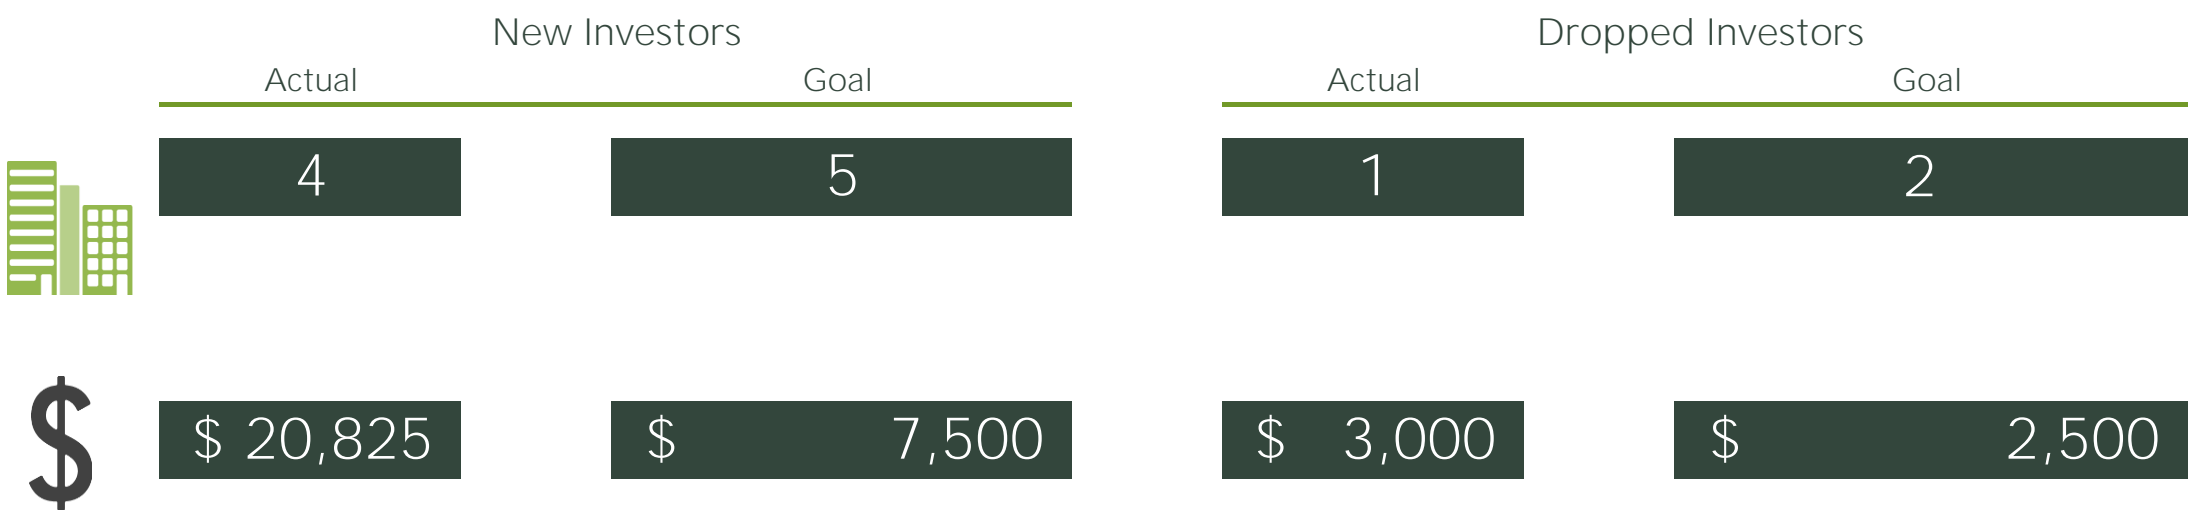 New Investors Dropped Investors
Actual Goal Actual Goal
4 5 1 2
$ 20,825 $ 7,500 $ 3,000 $ 2,500